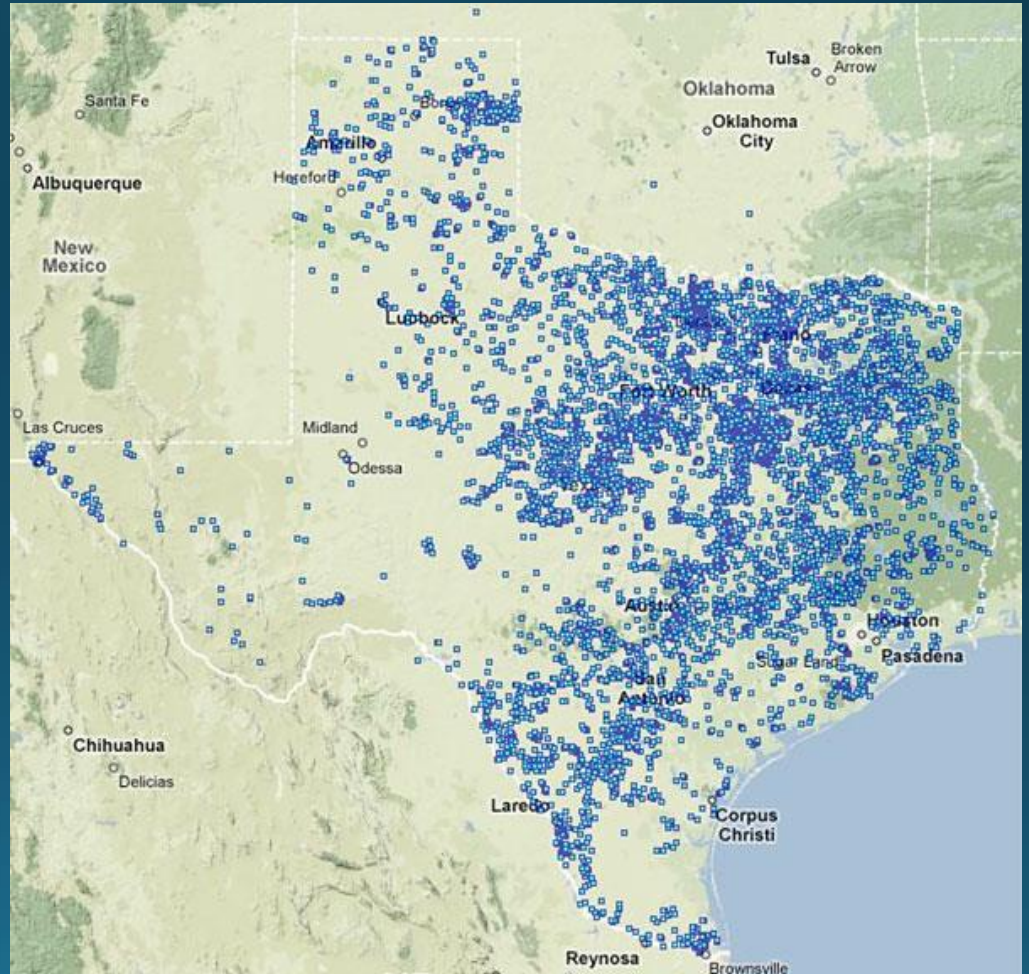 Tulsa
Broken
Arrow
Oklahoma
Santa Fe
Oklahoma
City
Amarillo
Hereford
Albuquerque
New
Mexico
Lubbock
Fort Worth
Las Cruces
Midland
Odessa
Austin
Houston
Sugar Land
Pasadena
San
Antonio
Chihuahua
Delicias
Laredo
Corpus
Christi
Reynosa
Brownsville